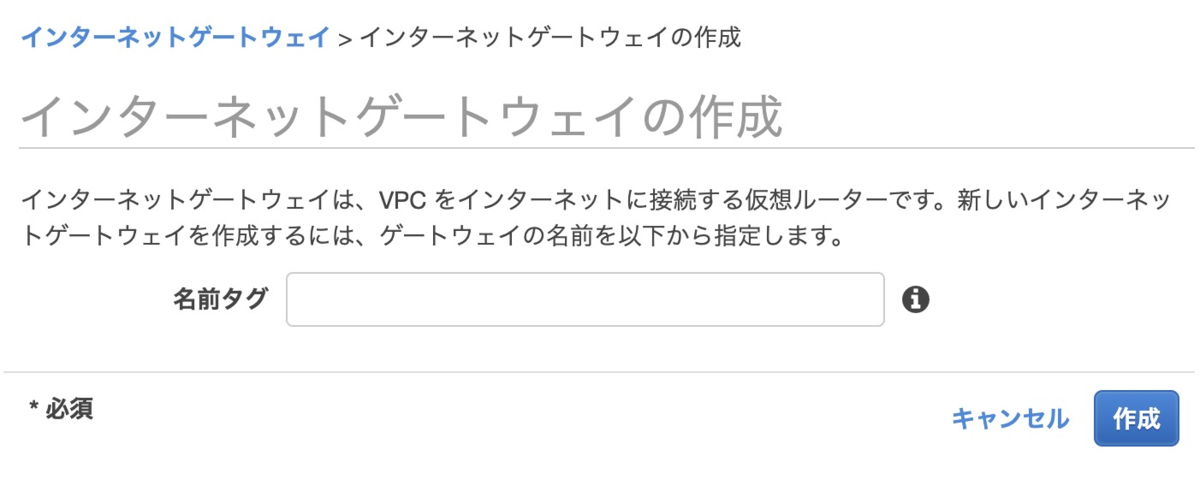 インターネットゲートウェイ > インターネットゲートウェイの作成
インターネットゲートウェイの作成
インターネットゲートウェイは、VPC をインターネットに接続する仮想ルーターです。新しいインターネッ
トゲートウェイを作成するには、ゲートウェイの名前を以下から指定します。
名前タグ
* 必須
キャンセル 作成